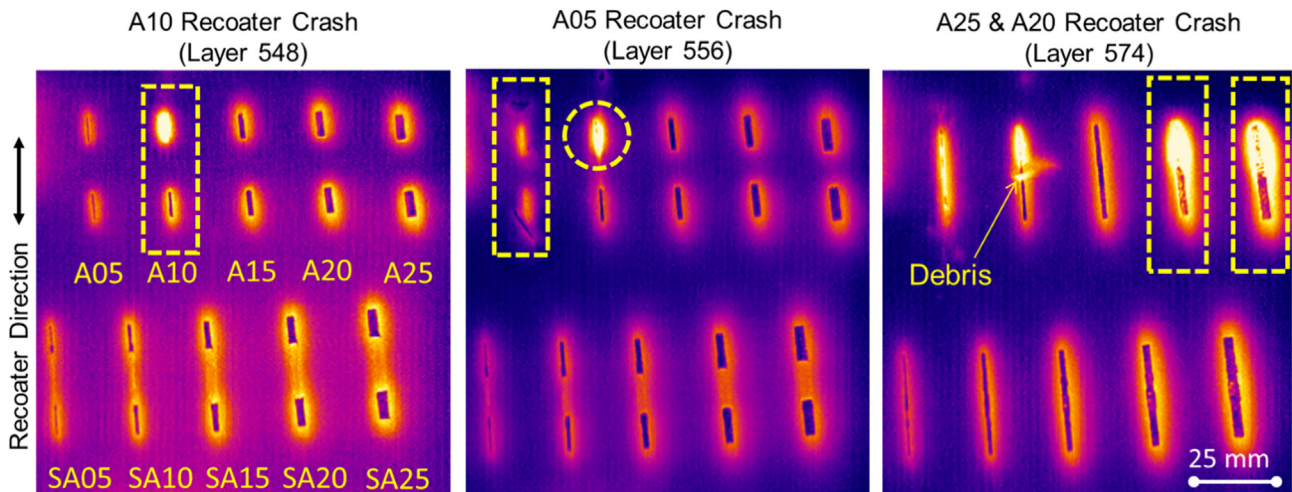 A10 Recoater Crash
(Layer 548)
A05 Recoater Crash
(Layer 556)
A25 & A20 Recoater Crash
(Layer 574)
Recoater Direction
A05 A10 A15 A20 A25
SA05 SA10 SA15 SA20 SA25
Debris
25 mm